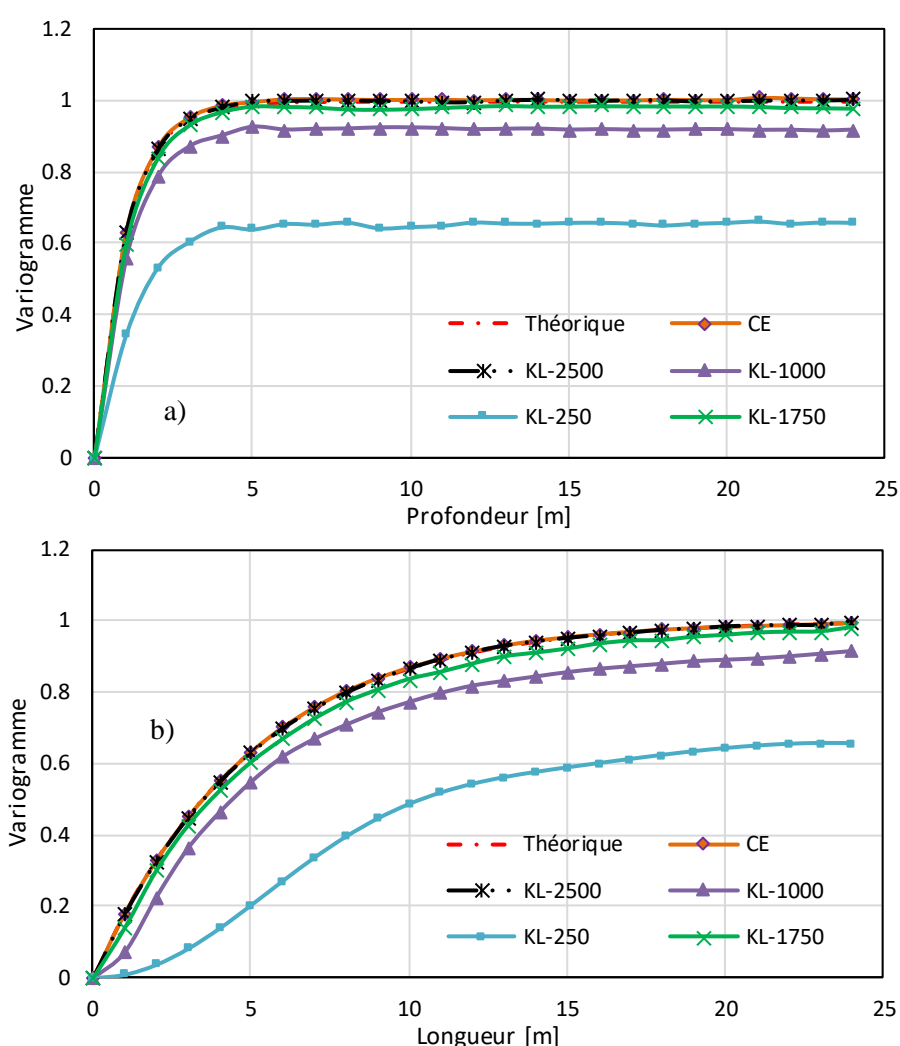 1.2
1
0.8
0.6
0.4
0.2
0
Variogramme
Théorique
CE
KL-2500
KL-1000
KL-250
KL-1750
a)
0 5 10 15 20 25
Profondeur [m]
1.2
1
0.8
0.6
0.4
0.2
0
Variogramme
b)
Théorique
CE
KL-2500
KL-1000
KL-250
KL-1750
0 5 10 15 20 25
Longueur [m]